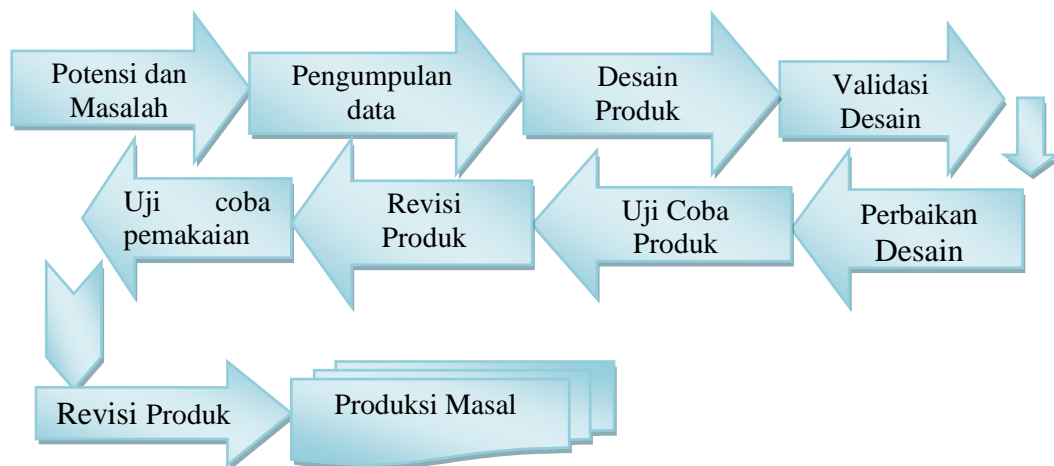 Potensi dan
Masalah
Pengumpulan
data
Desain
Produk
Validasi
Desain
Perbaikan
Desain
Uji Coba
Produk
Revisi
Produk
Uji coba
pemakaian
Revisi Produk
Produksi Masal